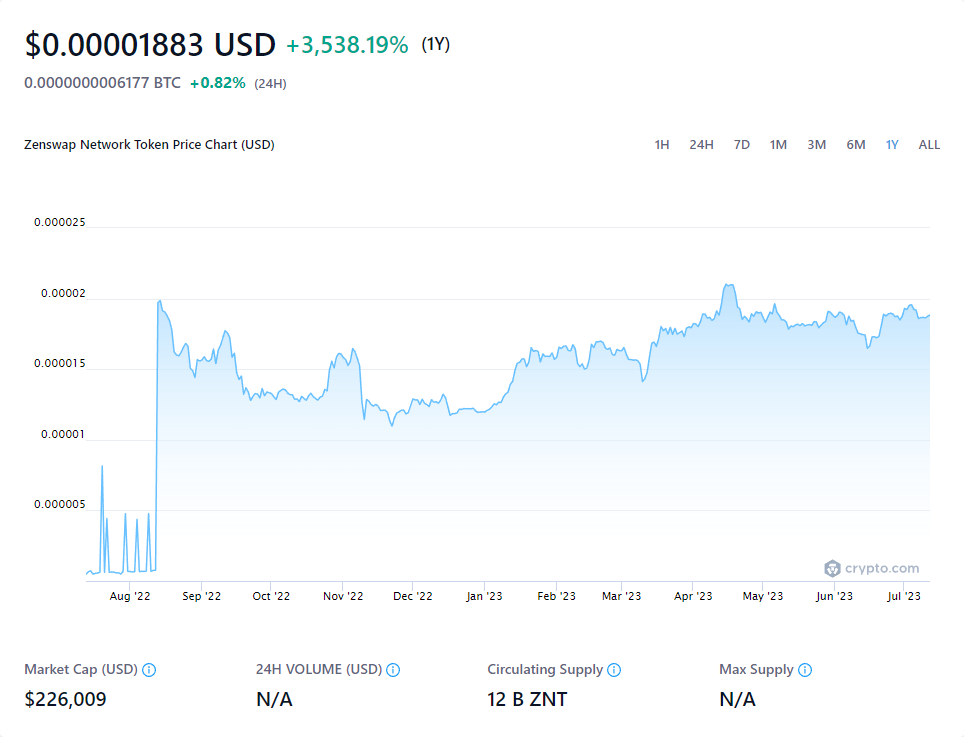 $0.00001883 USD +3,538.19% (1Y)
0.0000000006177 BTC +0.82% (24H)
Zenswap Network Token Price Chart (USD) 1H 24H 7D 1M 3M 6M 1Y ALL
0.000025
0.00002
0.000015
0.00001
0.000005
crypto.com
Aug '22 Sep '22 Oct '22 Nov '22 Dec '22 Jan '23 Feb '23 Mar '23 Apr '23 May '23 Jun '23 Jul '23
Market Cap (USD) 24H VOLUME (USD) Circulating Supply Max Supply
$226,009 N/A 12 B ZNT N/A